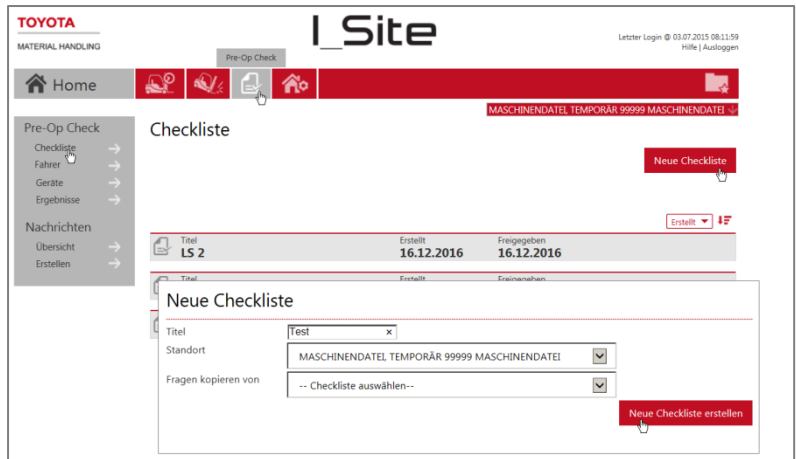 TOYOTA
MATERIAL HANDLING
I_Site
Letzter Login @ 03.07.2015 08:11:59
Hilfe | Ausloggen
Pre-Op Check
Home
MASCHINENDATEI, TEMPORÄR 99999 MASCHINENDATEI
Pre-Op Check
Checkliste
Fahrer
Geräte
Ergebnisse
Nachrichten
Übersicht
Erstellen
Checkliste
Neue Checkliste
Erstellt
Titel Erstellt Freigegeben
LS 2 16.12.2016 16.12.2016
Titel Erstellt Freigegeben
Neue Checkliste
Titel Test x
Standort MASCHINENDATEI, TEMPORÄR 99999 MASCHINENDATEI
Fragen kopieren von -- Checkliste auswählen--
Neue Checkliste erstellen